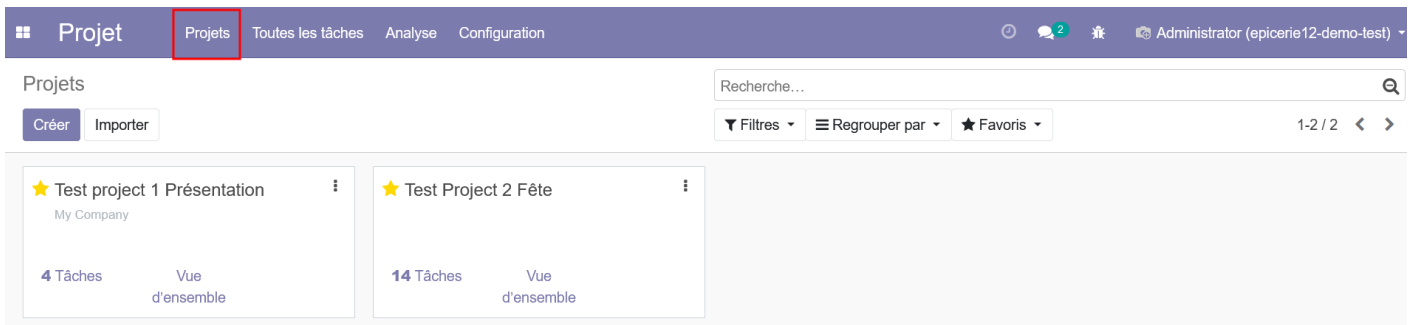 Projet Projets Toutes les tâches Analyse Configuration 2 Administrator (epicerie12-demo-test)
Projets Recherche...
Créer Importer Filtres Regrouper par Favoris 1-2 / 2
Test project 1 Présentation Test Project 2 Fête
My Company
4 Tâches Vue 14 Tâches Vue
d'ensemble d'ensemble